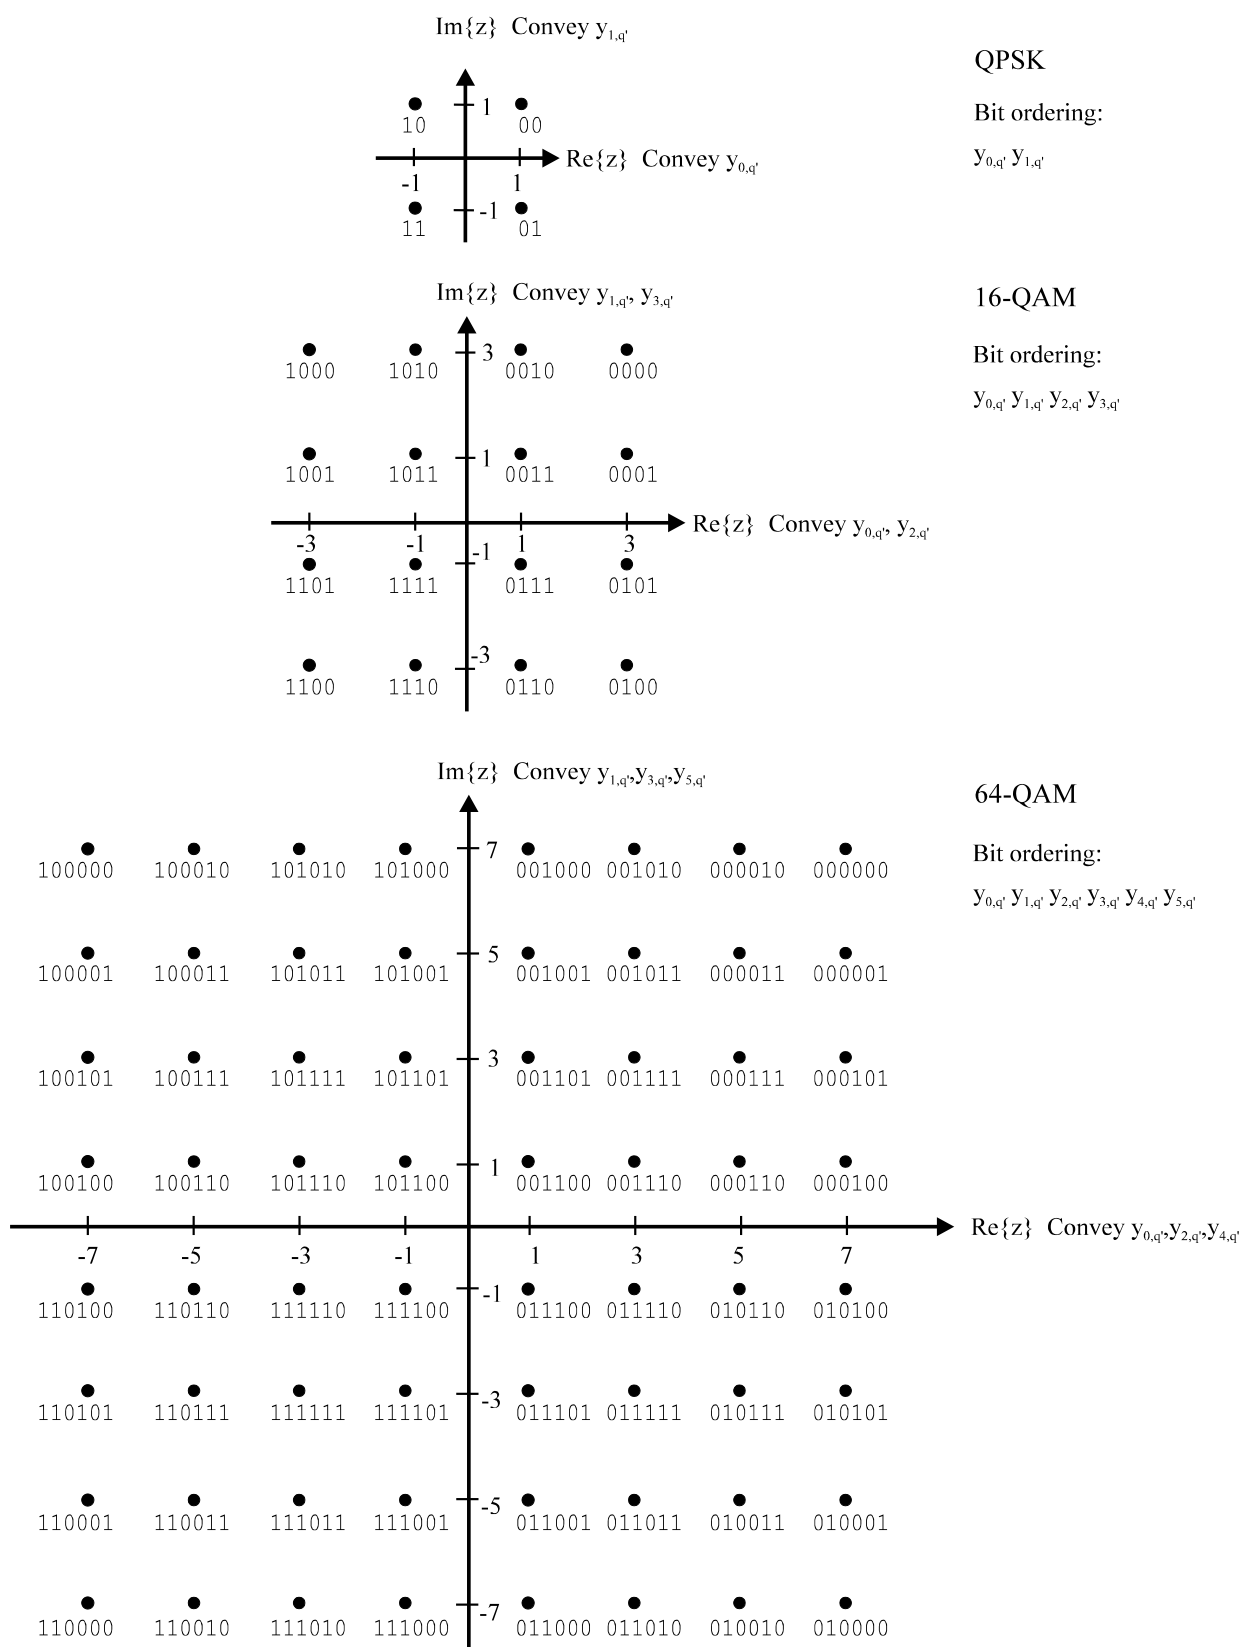 Im{z} Convey y1,q'
QPSK
Bit ordering:
y0,q' y1,q'
1
10 00
Re{z} Convey y0,q'
-1 1
-1
11 01
Im{z} Convey y1,q', y3,q'
16-QAM
Bit ordering:
y0,q' y1,q' y2,q' y3,q'
3
1000 1010 0010 0000
1
1001 1011 0011 0001
Re{z} Convey y0,q', y2,q'
-3 -1 1 3
-1
1101 1111 0111 0101
-3
1100 1110 0110 0100
Im{z} Convey y1,q',y3,q',y5,q'
64-QAM
Bit ordering:
y0,q' y1,q' y2,q' y3,q' y4,q' y5,q'
7
100000 100010 101010 101000 001000 001010 000010 000000
5
100001 100011 101011 101001 001001 001011 000011 000001
3
100101 100111 101111 101101 001101 001111 000111 000101
1
100100 100110 101110 101100 001100 001110 000110 000100
Re{z} Convey y0,q',y2,q',y4,q'
-7 -5 -3 -1 1 3 5 7
-1
110100 110110 111110 111100 011100 011110 010110 010100
-3
110101 110111 111111 111101 011101 011111 010111 010101
-5
110001 110011 111011 111001 011001 011011 010011 010001
-7
110000 110010 111010 111000 011000 011010 010010 010000